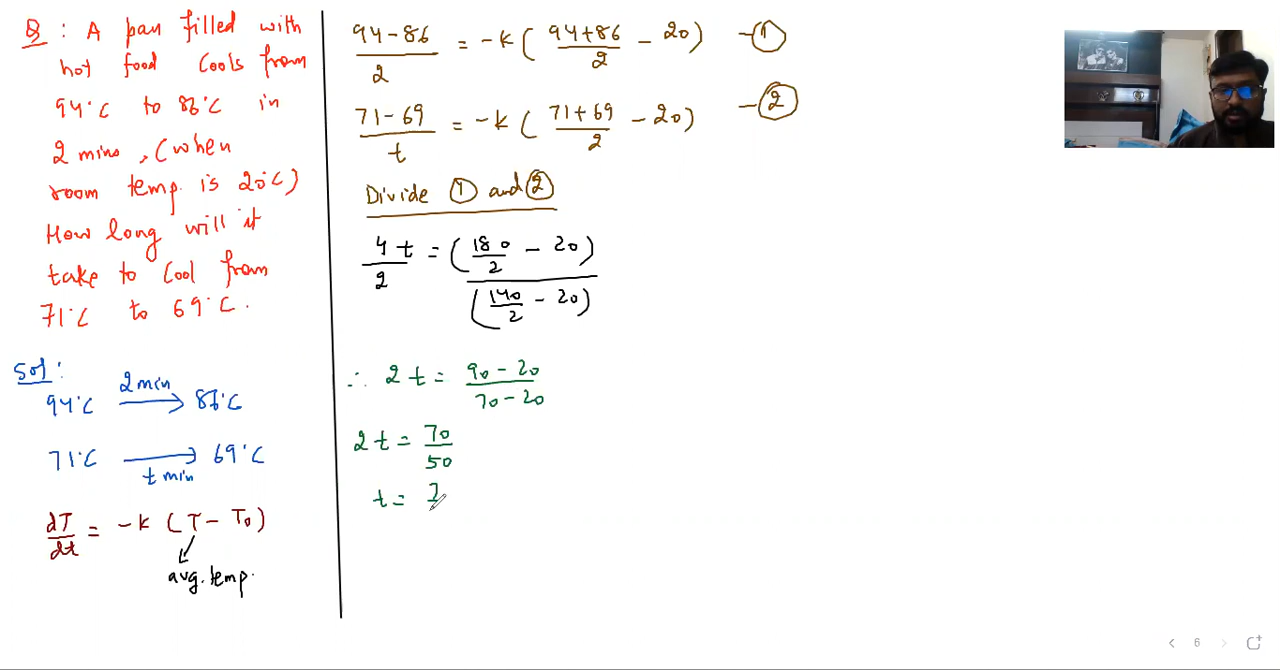 Q : A pan filled with
hot food cools from
94°C to 86°C in
2 mins, (when
room temp. is 20°C)
How long will it
take to cool from
71°C to 69°C.
Sol:
94°C 2 min → 86°C
71°C → 69°C
t min
dT/dt = -k (T - T₀)
avg. temp.
(94-86)/2 = -k ( (94+86)/2 - 20) -①
(71-69)/t = -k ( (71+69)/2 - 20) -②
Divide ① and ②
4t/2 = (180/2 - 20)/(140/2 - 20)
∴ 2t = (90-20)/(70-20)
2t = 70/50
t = 7
6